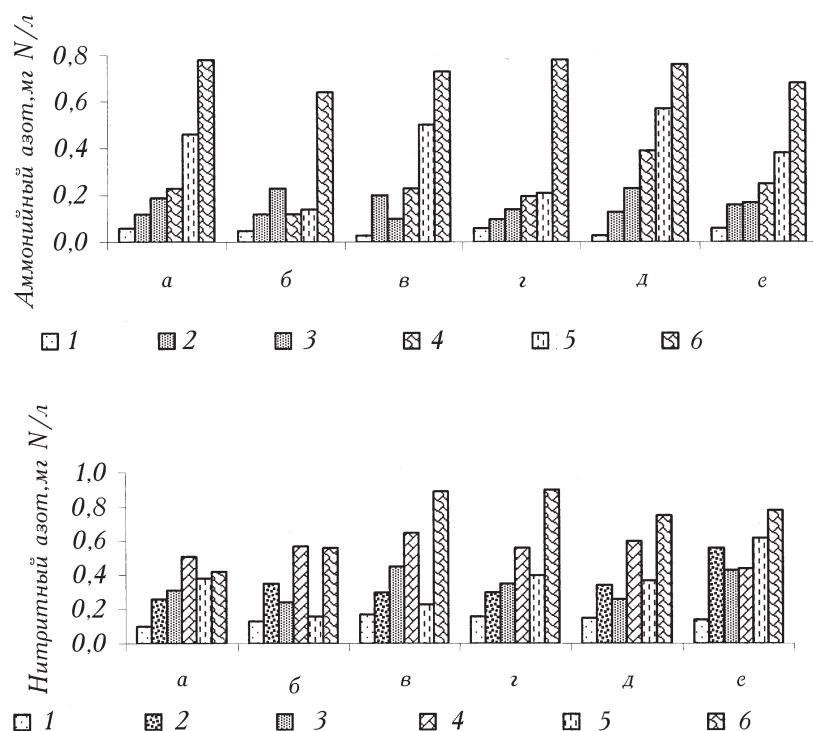 Аммонийный азот, мг N/л
0,8
0,6
0,4
0,2
0,0
а б в г д е
1 2 3 4 5 6
Нитритный азот, мг N/л
1,0
0,8
0,6
0,4
0,2
0,0
а б в г д е
1 2 3 4 5 6